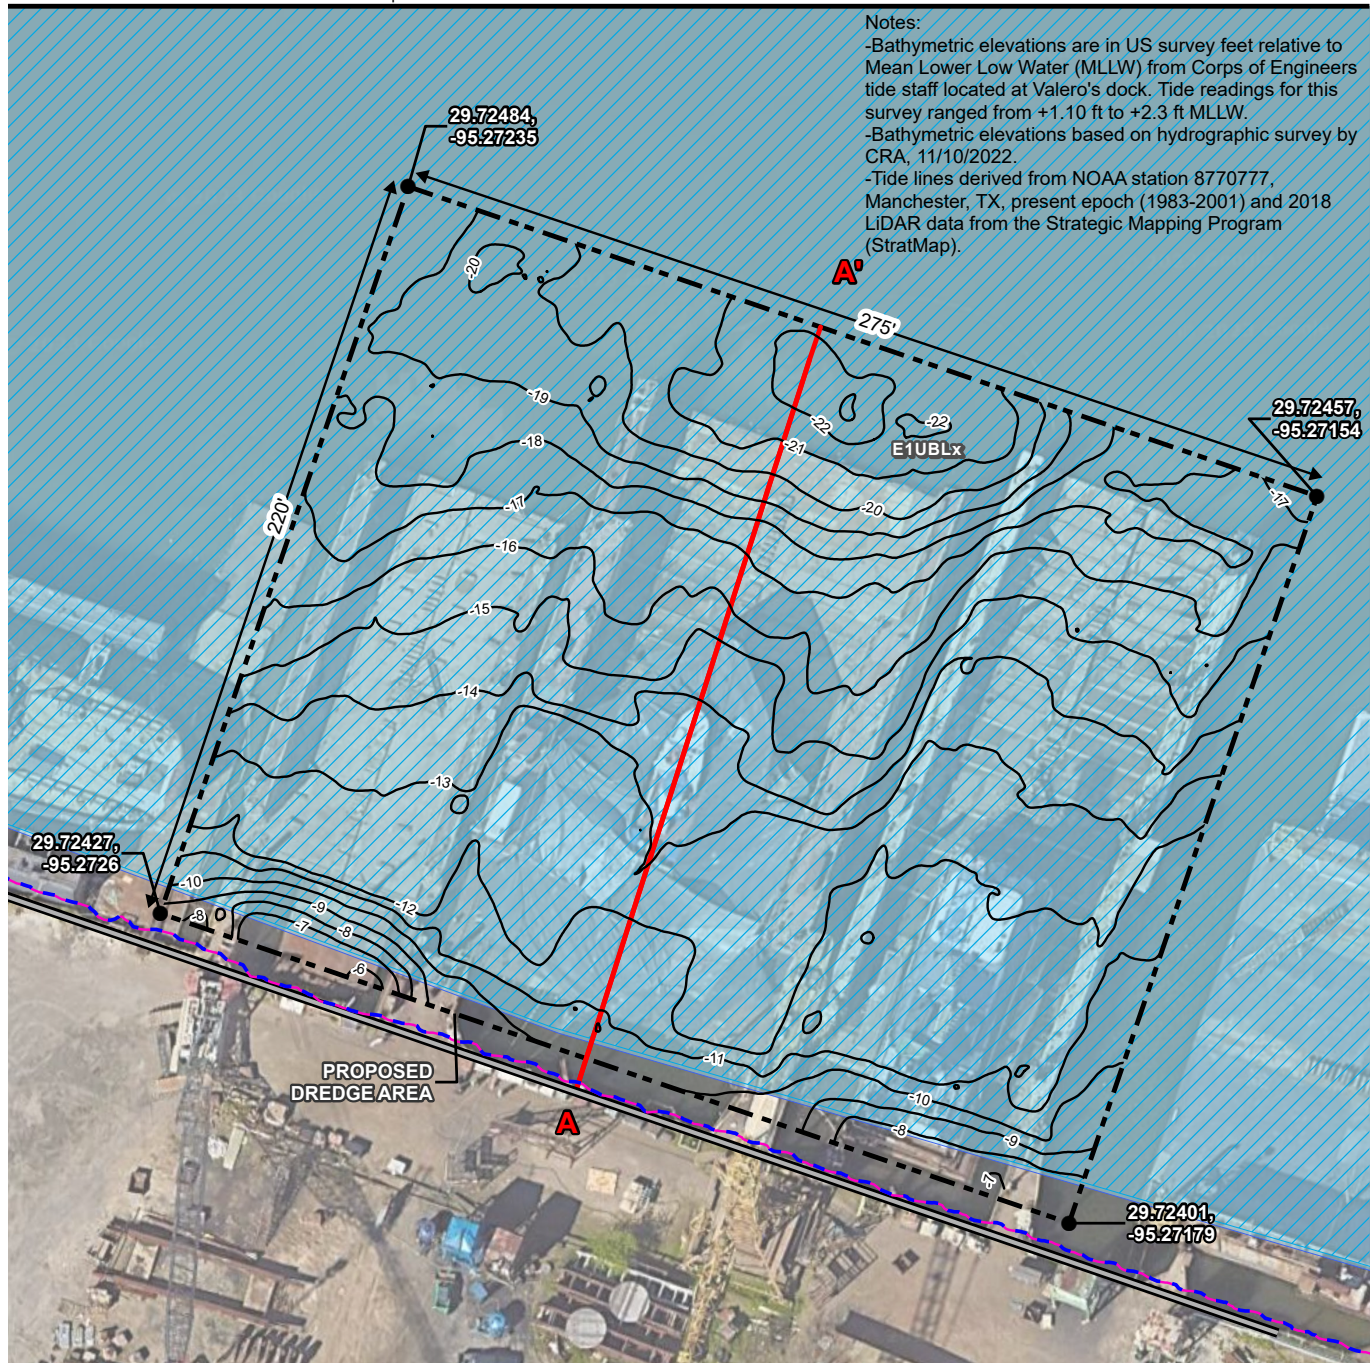 Notes:
-Bathymetric elevations are in US survey feet relative to
Mean Lower Low Water (MLLW) from Corps of Engineers
tide staff located at Valero's dock. Tide readings for this
survey ranged from +1.10 ft to +2.3 ft MLLW.
-Bathymetric elevations based on hydrographic survey by
CRA, 11/10/2022.
-Tide lines derived from NOAA station 8770777,
Manchester, TX, present epoch (1983-2001) and 2018
LiDAR data from the Strategic Mapping Program
(StratMap).
29.72484,
-95.27235
A'
275'
-20
-19
-22
-22
29.72457,
-95.27154
-18
-21
E1UBLx
-17
-17
-20
220'
-16
-15
-14
-13
29.72427,
-95.2726
-10
-12
-9
-8
-7
-8
-6
-11
PROPOSED
DREDGE AREA
-10
A
-8
-9
-7
29.72401,
-95.27179